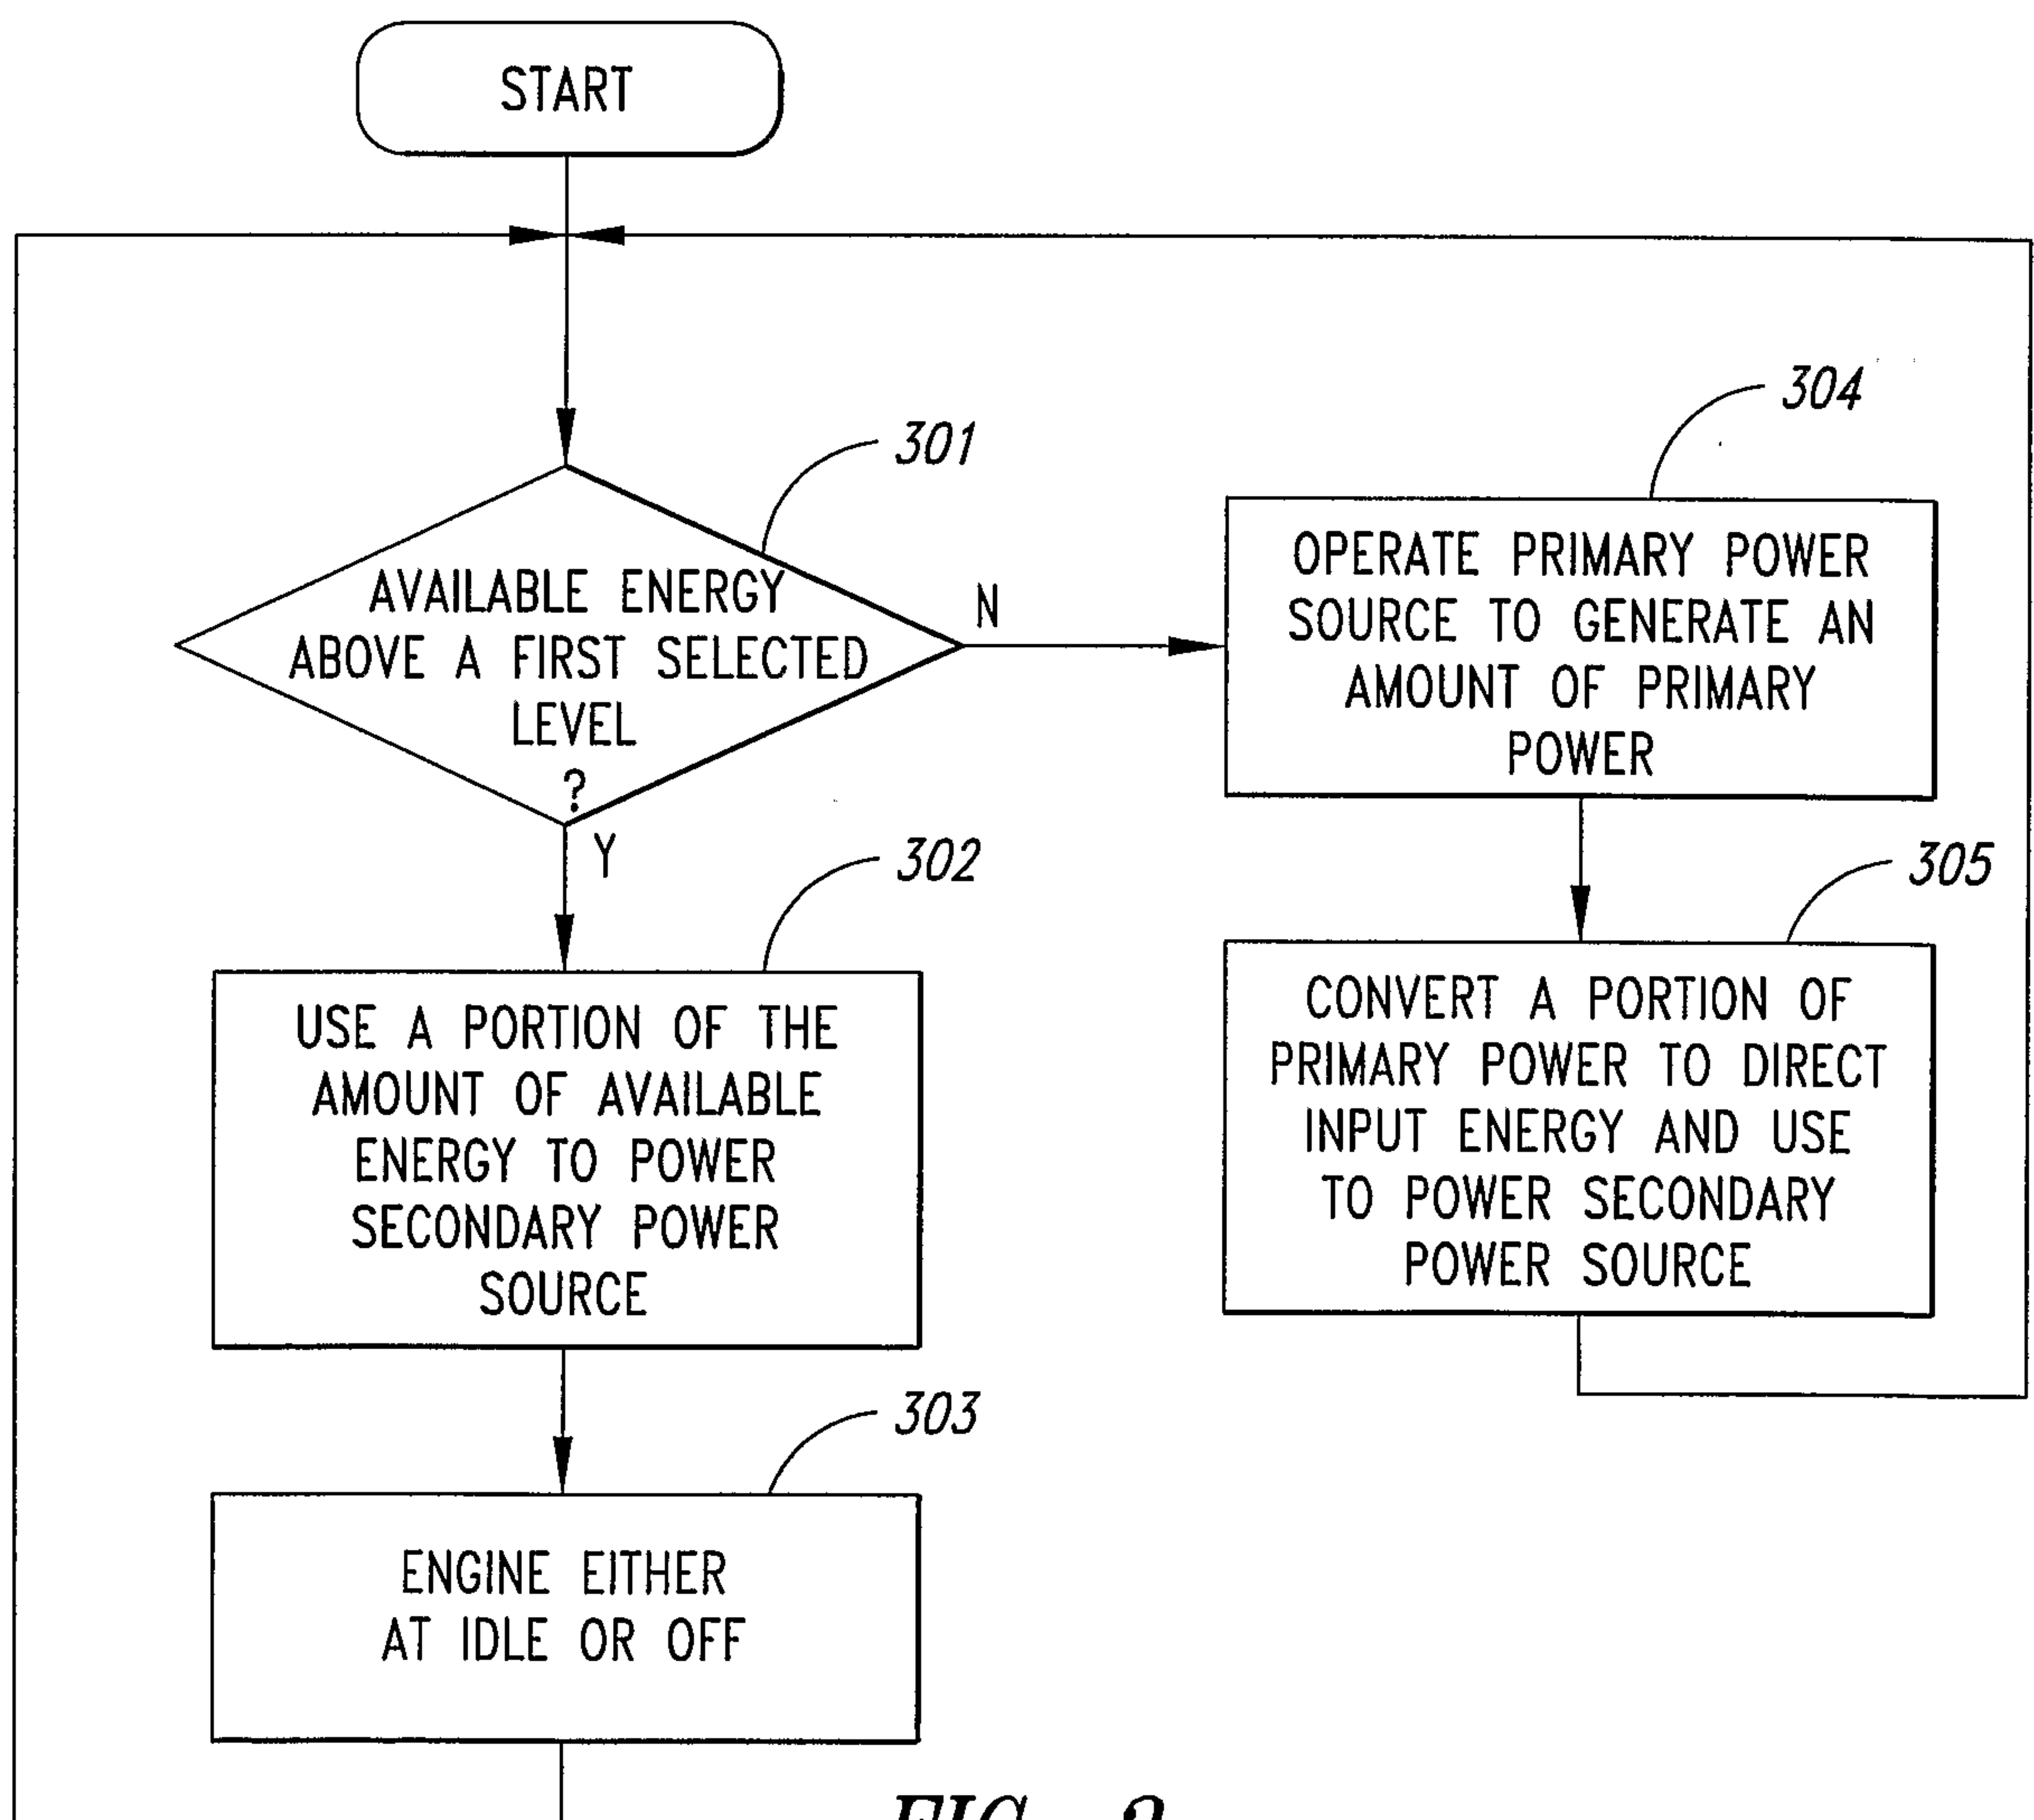 START
301
AVAILABLE ENERGY
ABOVE A FIRST SELECTED
LEVEL
?
N
Y
304
OPERATE PRIMARY POWER
SOURCE TO GENERATE AN
AMOUNT OF PRIMARY
POWER
302
USE A PORTION OF THE
AMOUNT OF AVAILABLE
ENERGY TO POWER
SECONDARY POWER
SOURCE
305
CONVERT A PORTION OF
PRIMARY POWER TO DIRECT
INPUT ENERGY AND USE
TO POWER SECONDARY
POWER SOURCE
303
ENGINE EITHER
AT IDLE OR OFF
FIG.